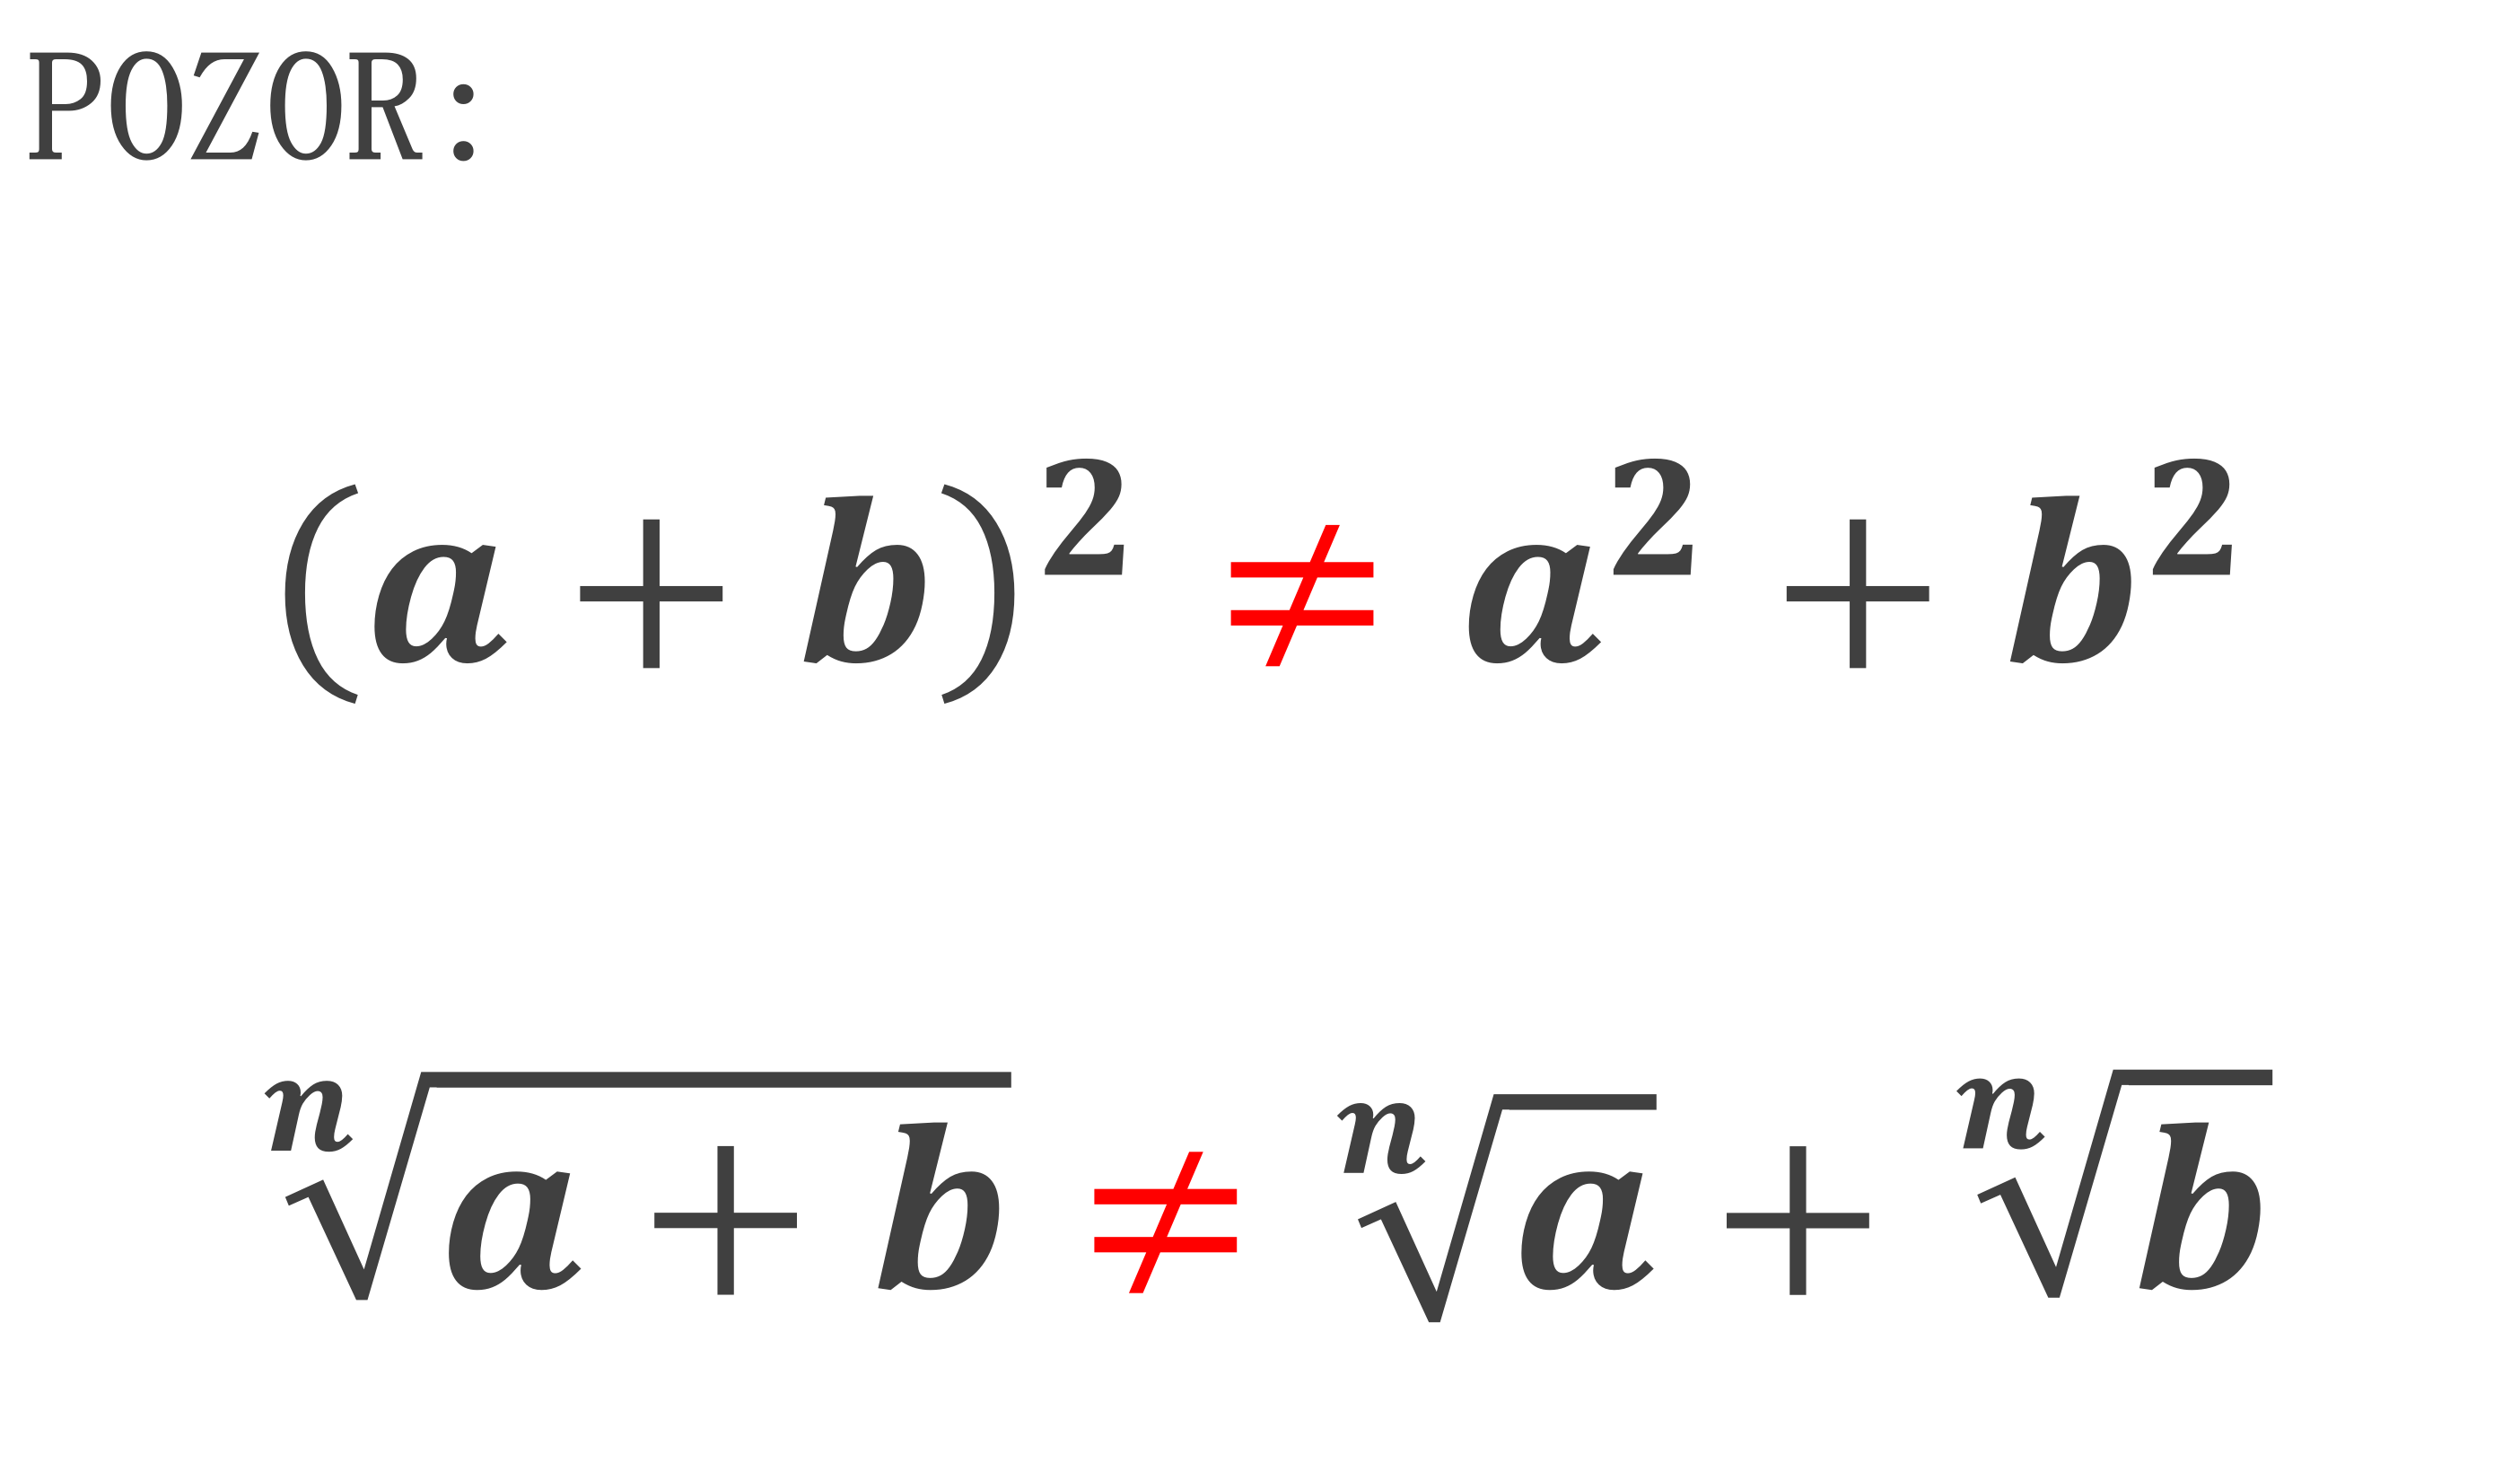 POZOR:
(a + b)² ≠ a² + b²
ⁿ√(a + b) ≠ ⁿ√a + ⁿ√b